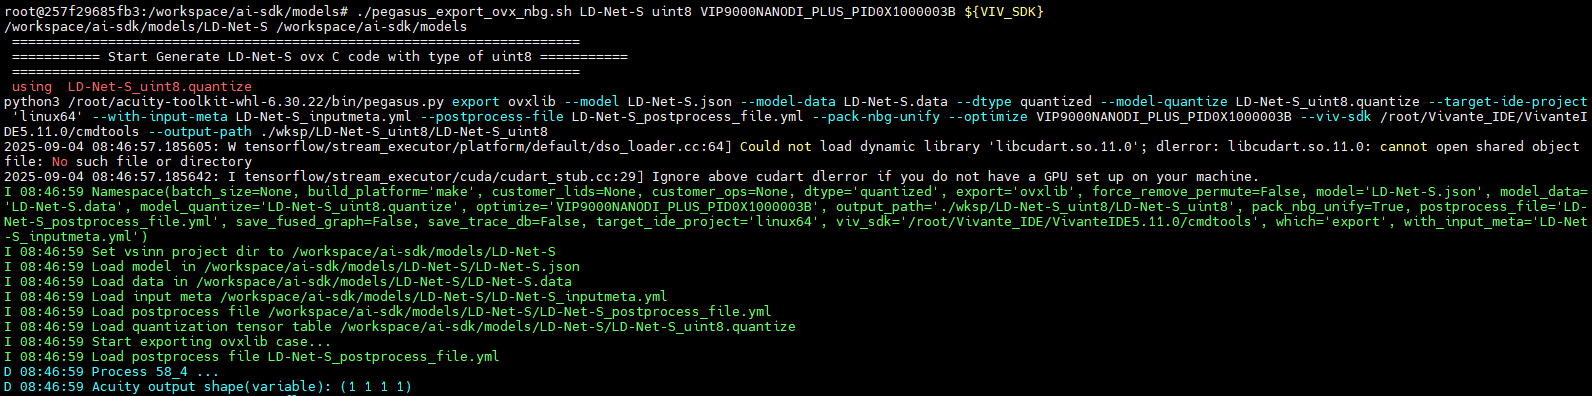 root@257f29685fb3:/workspace/ai-sdk/models# ./pegasus_export_ovx_nbg.sh LD-Net-S uint8 VIP9000NANODI_PLUS_PID0X1000003B ${VIV_SDK}
/workspace/ai-sdk/models/LD-Net-S /workspace/ai-sdk/models
=======================================================================
=========== Start Generate LD-Net-S ovx C code with type of uint8 ===========
=======================================================================
using  LD-Net-S_uint8.quantize
python3 /root/acuity-toolkit-whl-6.30.22/bin/pegasus.py export ovxlib --model LD-Net-S.json --model-data LD-Net-S.data --dtype quantized --model-quantize LD-Net-S_uint8.quantize --target-ide-project
'linux64' --with-input-meta LD-Net-S_inputmeta.yml --postprocess-file LD-Net-S_postprocess_file.yml --pack-nbg-unify --optimize VIP9000NANODI_PLUS_PID0X1000003B --viv-sdk /root/Vivante_IDE/VivanteI
DE5.11.0/cmdtools --output-path ./wksp/LD-Net-S_uint8/LD-Net-S_uint8
2025-09-04 08:46:57.185605: W tensorflow/stream_executor/platform/default/dso_loader.cc:64] Could not load dynamic library 'libcudart.so.11.0'; dlerror: libcudart.so.11.0: cannot open shared object
file: No such file or directory
2025-09-04 08:46:57.185642: I tensorflow/stream_executor/cuda/cudart_stub.cc:29] Ignore above cudart dlerror if you do not have a GPU set up on your machine.
I 08:46:59 Namespace(batch_size=None, build_platform='make', customer_lids=None, customer_ops=None, dtype='quantized', export='ovxlib', force_remove_permute=False, model='LD-Net-S.json', model_data=
'LD-Net-S.data', model_quantize='LD-Net-S_uint8.quantize', optimize='VIP9000NANODI_PLUS_PID0X1000003B', output_path='./wksp/LD-Net-S_uint8/LD-Net-S_uint8', pack_nbg_unify=True, postprocess_file='LD-
Net-S_postprocess_file.yml', save_fused_graph=False, save_trace_db=False, target_ide_project='linux64', viv_sdk='/root/Vivante_IDE/VivanteIDE5.11.0/cmdtools', which='export', with_input_meta='LD-Net
-S_inputmeta.yml')
I 08:46:59 Set vsinn project dir to /workspace/ai-sdk/models/LD-Net-S
I 08:46:59 Load model in /workspace/ai-sdk/models/LD-Net-S/LD-Net-S.json
I 08:46:59 Load data in /workspace/ai-sdk/models/LD-Net-S/LD-Net-S.data
I 08:46:59 Load input meta /workspace/ai-sdk/models/LD-Net-S/LD-Net-S_inputmeta.yml
I 08:46:59 Load postprocess file /workspace/ai-sdk/models/LD-Net-S/LD-Net-S_postprocess_file.yml
I 08:46:59 Load quantization tensor table /workspace/ai-sdk/models/LD-Net-S/LD-Net-S_uint8.quantize
I 08:46:59 Start exporting ovxlib case...
I 08:46:59 Load postprocess file LD-Net-S_postprocess_file.yml
D 08:46:59 Process 58_4 ...
D 08:46:59 Acuity output shape(variable): (1 1 1 1)